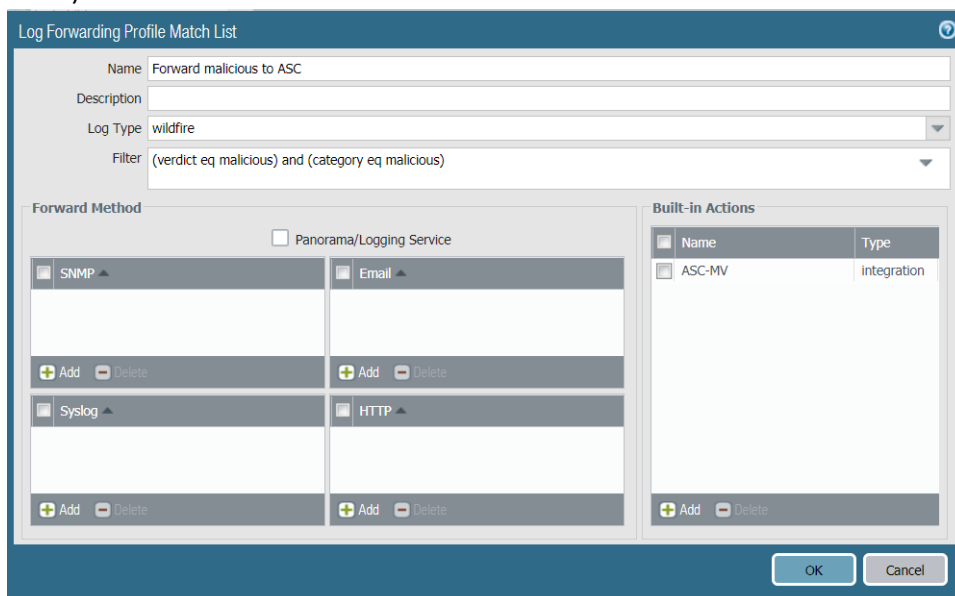 Log Forwarding Profile Match List
Name Forward malicious to ASC
Description
Log Type wildfire
Filter (verdict eq malicious) and (category eq malicious)
Forward Method
Panorama/Logging Service
SNMP
Email
Add Delete
Add Delete
Syslog
HTTP
Add Delete
Add Delete
Built-in Actions
Name Type
ASC-MV integration
Add Delete
OK Cancel